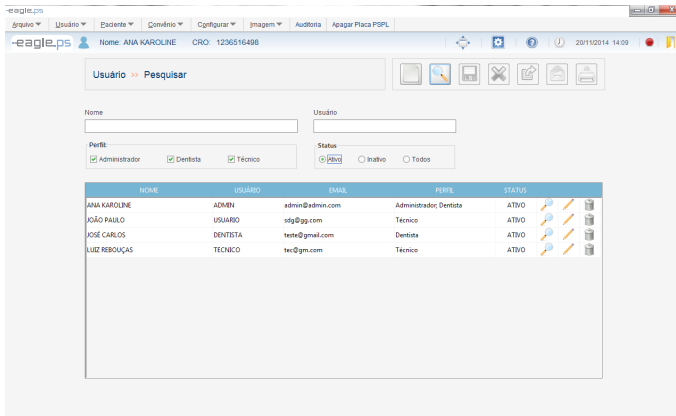 -eagle.ps
Arquivo Usuário Paciente Convênio Configurar Imagem Auditoria Apagar Placa PSPL
-eagle.ps Nome: ANA KAROLINE CRO: 1236516498 20/11/2014 14:09
Usuário >> Pesquisar
Nome Usuário
Perfil: Status
Administrador Dentista Técnico Ativo Inativo Todos
NOME USUÁRIO EMAIL PERFIL STATUS
ANA KAROLINE ADMIN admin@admin.com Administrador; Dentista ATIVO
JOÃO PAULO USUARIO sdg@gg.com Técnico ATIVO
JOSÉ CARLOS DENTISTA teste@gmail.com Dentista ATIVO
LUIZ REBOUÇAS TECNICO tec@gm.com Técnico ATIVO